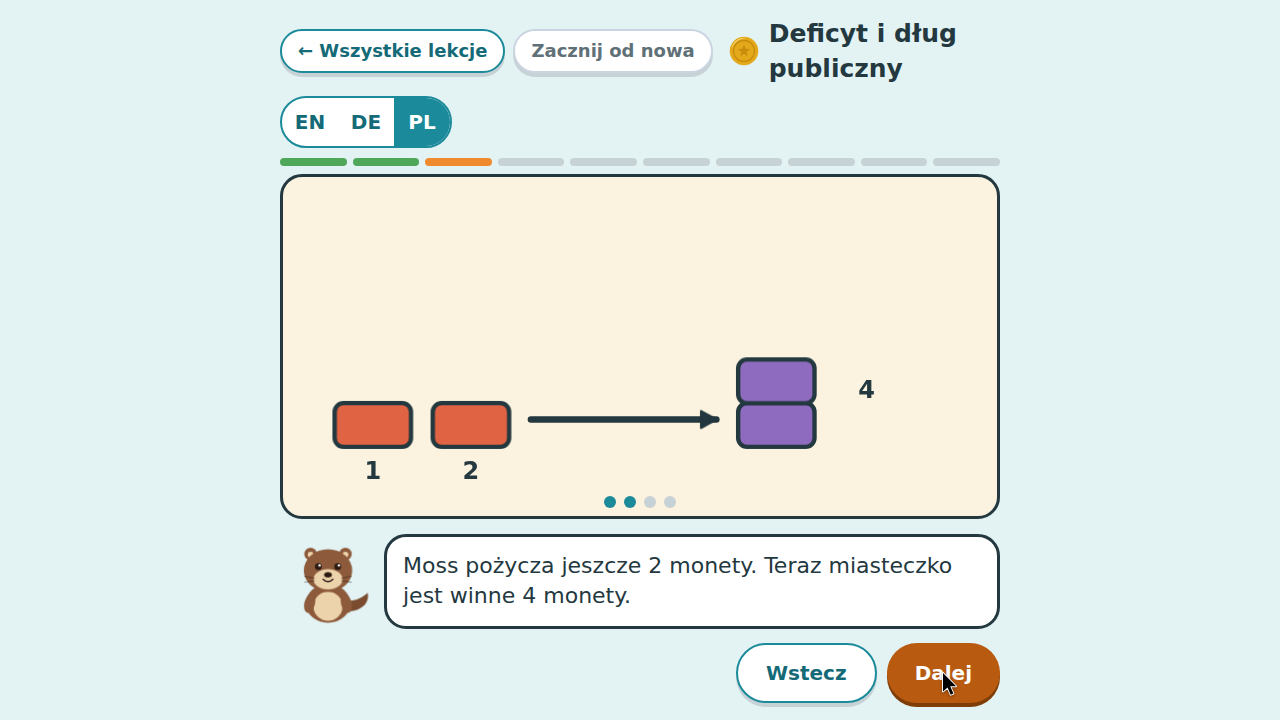 ← Wszystkie lekcje
Zacznij od nowa
Deficyt i dług
publiczny
EN DE PL
4
1 2
Moss pożycza jeszcze 2 monety. Teraz miasteczko
jest winne 4 monety.
Wstecz
Dalej